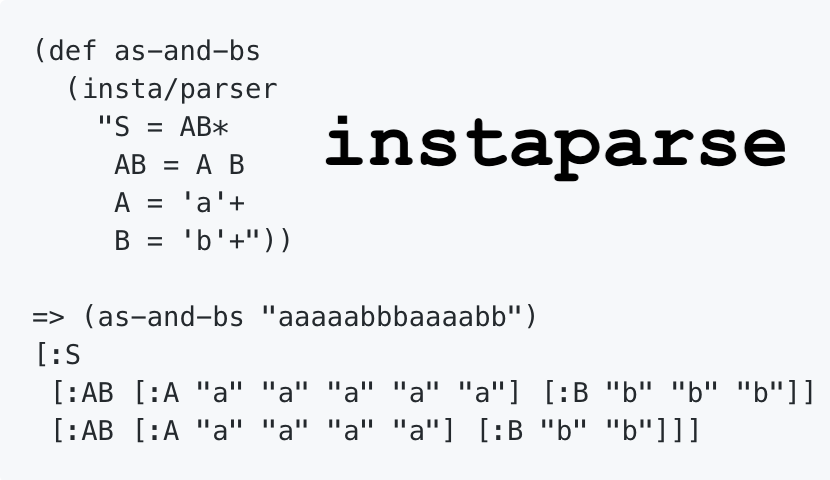 (def as-and-bs
  (insta/parser
    "S = AB*
     AB = A B
     A = 'a'+
     B = 'b'+"))
instaparse
=> (as-and-bs "aaaaabbbaaaabb")
[:S
 [:AB [:A "a" "a" "a" "a" "a"] [:B "b" "b" "b"]]
 [:AB [:A "a" "a" "a" "a"] [:B "b" "b"]]]